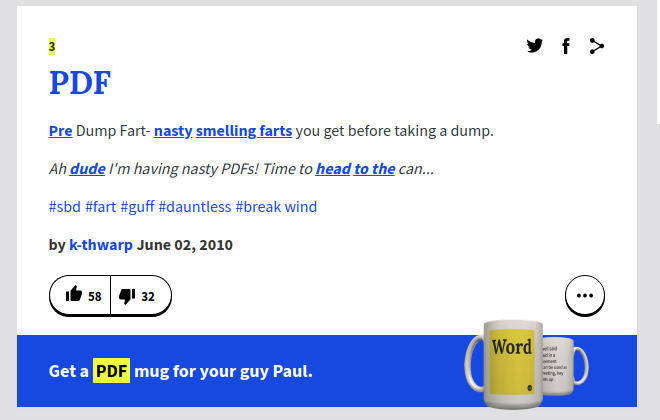 3
PDF
Pre Dump Fart- nasty smelling farts you get before taking a dump.
Ah dude I'm having nasty PDFs! Time to head to the can...
#sbd #fart #guff #dauntless #break wind
by k-thwarp June 02, 2010
58 32
Get a PDF mug for your guy Paul.
Word